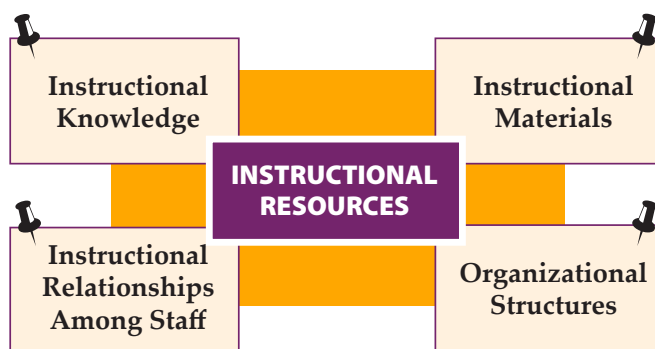 Instructional
Knowledge
Instructional
Materials
INSTRUCTIONAL
RESOURCES
Instructional
Relationships
Among Staff
Organizational
Structures